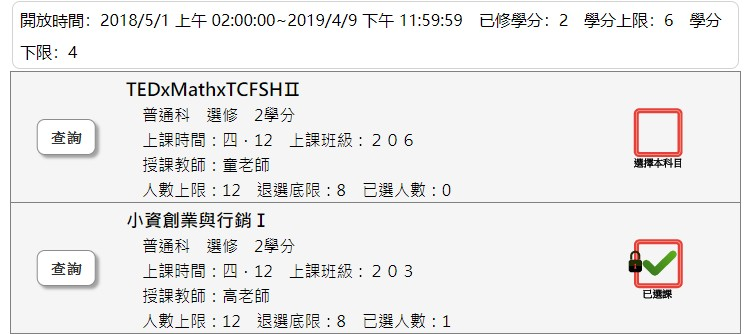 開放時間：2018/5/1 上午 02:00:00~2019/4/9 下午 11:59:59　已修學分：2　學分上限：6　學分
下限：4
TEDxMathxTCFSHⅡ
普通科　選修　2學分
查詢
上課時間：四．12　上課班級：２０６
授課教師：童老師
選擇本科目
人數上限：12　退選底限：8　已選人數：0
小資創業與行銷Ⅰ
普通科　選修　2學分
查詢
上課時間：四．12　上課班級：２０３
授課教師：高老師
已選課
人數上限：12　退選底限：8　已選人數：1